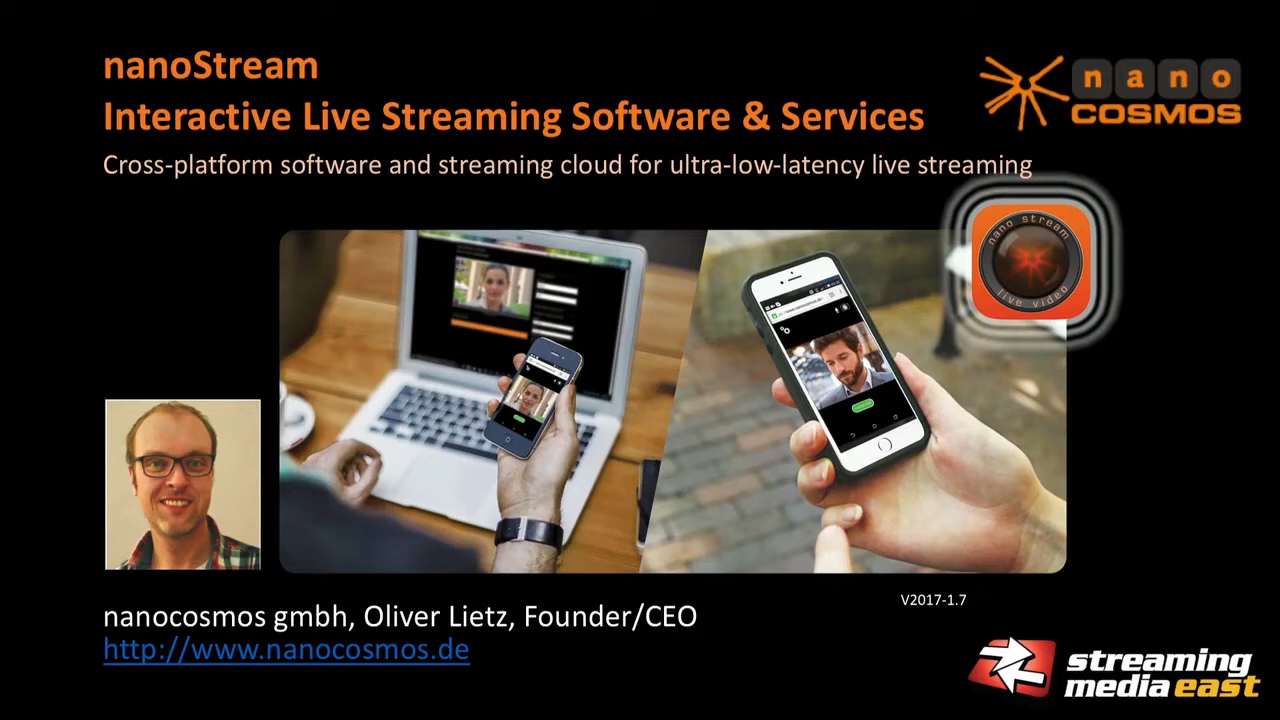 nanoStream
Interactive Live Streaming Software & Services
Cross-platform software and streaming cloud for ultra-low-latency live streaming
nano
COSMOS
nano stream
live video
nanocosmos gmbh, Oliver Lietz, Founder/CEO
V2017-1.7
http://www.nanocosmos.de
streaming
media east